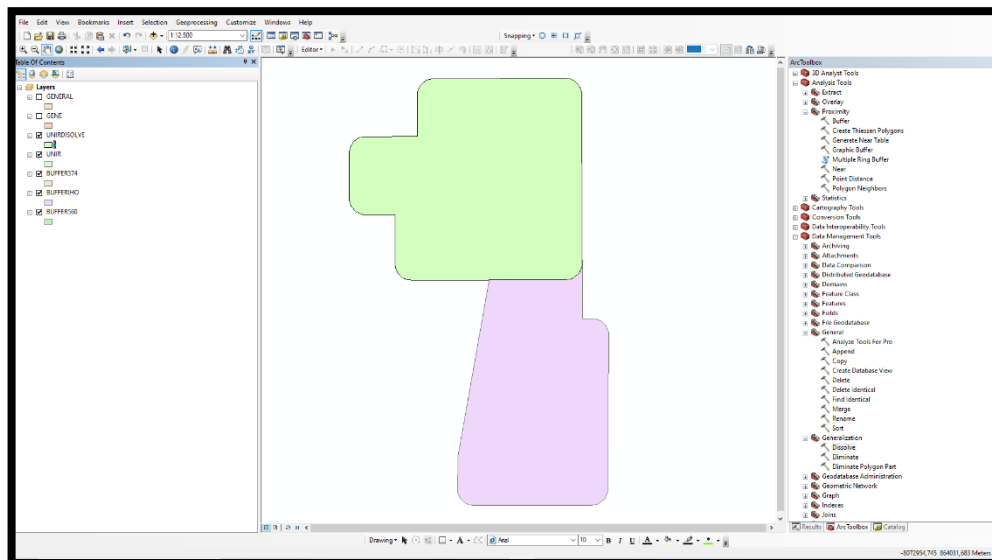 File Edit View Bookmarks Insert Selection Geoprocessing Customize Windows Help
1:12.500
Snapping
Editor
Table Of Contents
Layers
GENERAL
GENE
UNIRDISOLVE
UNIR
BUFFER574
BUFFERIHO
BUFFER560
ArcToolbox
3D Analyst Tools
Analysis Tools
Extract
Overlay
Proximity
Buffer
Create Thiessen Polygons
Generate Near Table
Graphic Buffer
Multiple Ring Buffer
Near
Point Distance
Polygon Neighbors
Statistics
Cartography Tools
Conversion Tools
Data Interoperability Tools
Data Management Tools
Archiving
Attachments
Data Comparison
Distributed Geodatabase
Domains
Feature Class
Features
Fields
File Geodatabase
General
Analyze Tools For Pro
Append
Copy
Create Database View
Delete
Delete Identical
Find Identical
Merge
Rename
Sort
Generalization
Dissolve
Eliminate
Eliminate Polygon Part
Geodatabase Administration
Geometric Network
Graph
Indexes
Joins
Results ArcToolbox Catalog
Drawing A Arial 10 B I U A
-8072954,745 864031,683 Meters